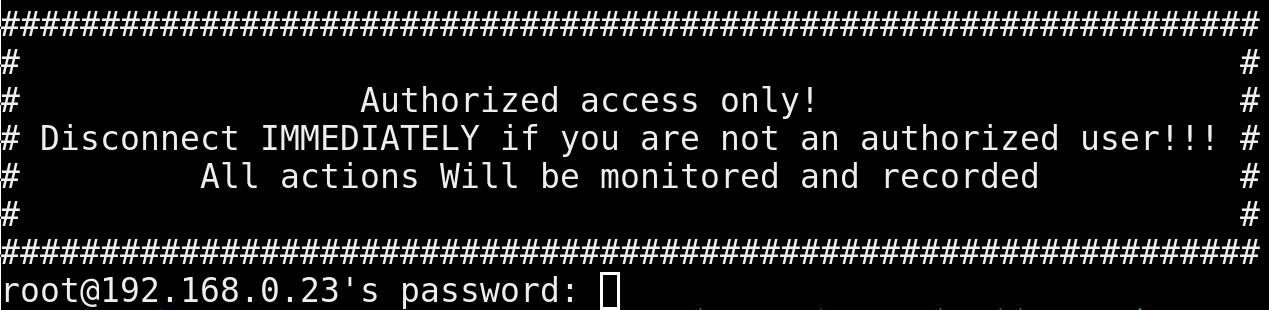 ###############################################################
#                                                             #
#                 Authorized access only!                     #
# Disconnect IMMEDIATELY if you are not an authorized user!!! #
#         All actions Will be monitored and recorded          #
#                                                             #
###############################################################
root@192.168.0.23's password: